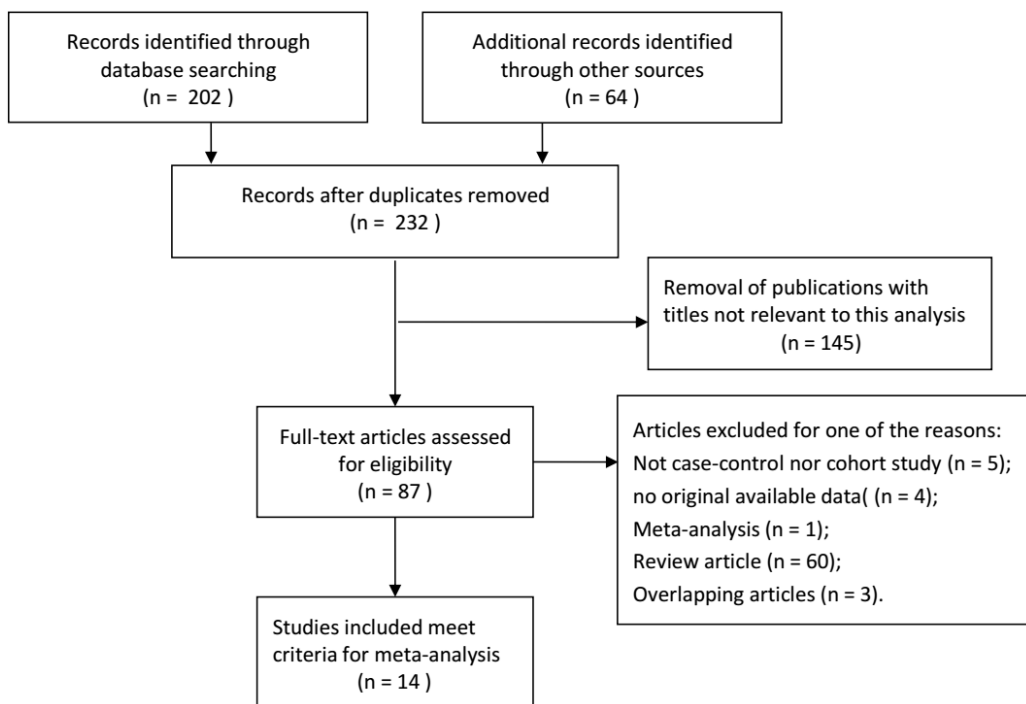 Records identified through
database searching
(n =  202 )
Additional records identified
through other sources
(n = 64 )
Records after duplicates removed
(n =  232 )
Removal of publications with
titles not relevant to this analysis
(n = 145)
Full-text articles assessed
for eligibility
(n = 87 )
Articles excluded for one of the reasons:
Not case-control nor cohort study (n = 5);
no original available data( (n = 4);
Meta-analysis (n = 1);
Review article (n = 60);
Overlapping articles (n = 3).
Studies included meet
criteria for meta-analysis
(n = 14 )